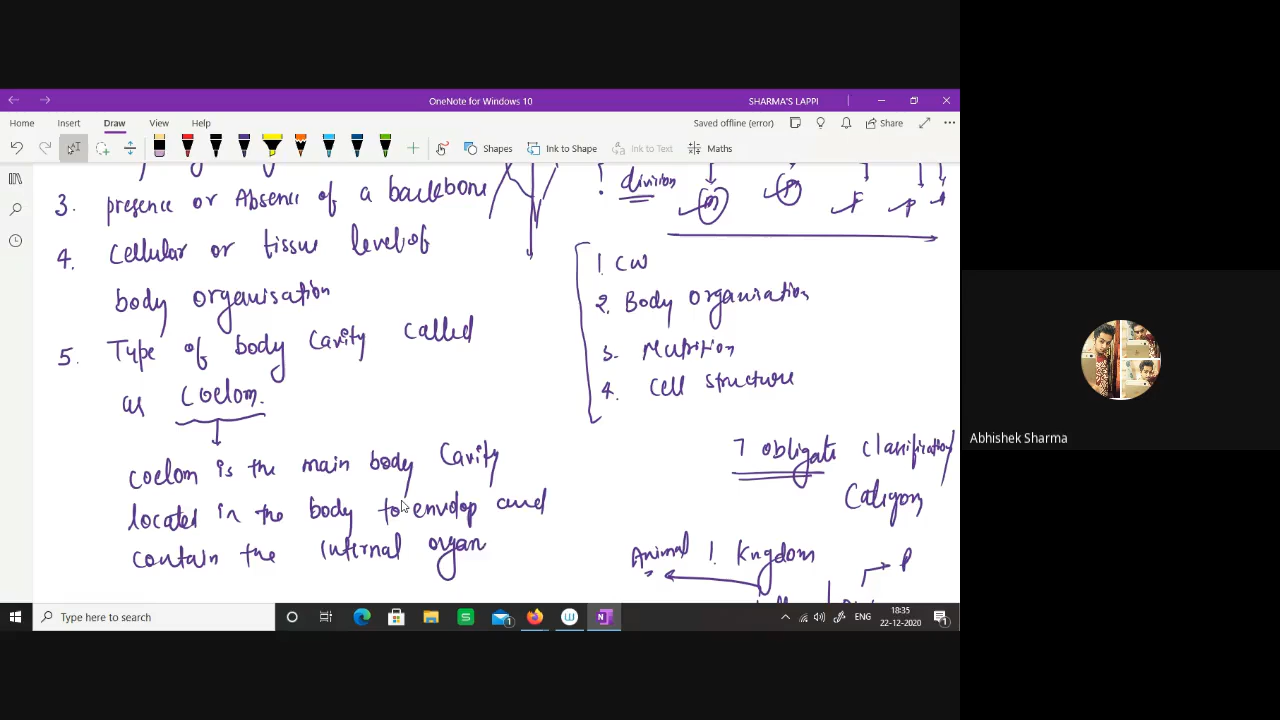 OneNote for Windows 10
SHARMA'S LAPPI
Home Insert Draw View Help
Saved offline (error)
Share
Shapes
Ink to Shape
Ink to Text
Maths
3. presence or Absence of a backbone
4. Cellular or tissue level of
body organisation
5. Type of body Cavity called
as Coelom.
coelom is the main body Cavity
located in the body to envelop and
contain the internal organ
! division
m P F P A
1. CW
2. Body organisation
3. Nutrition
4. Cell structure
7 obligate classification
Category
Animal 1. Kngdom
P
Abhishek Sharma
Type here to search
1
ENG
18:35
22-12-2020
1